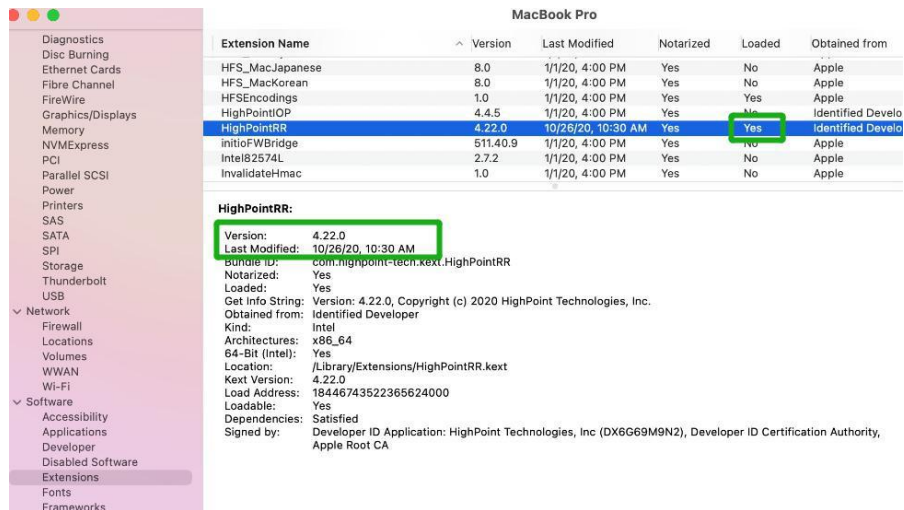 MacBook Pro
Diagnostics
Disc Burning
Ethernet Cards
Fibre Channel
FireWire
Graphics/Displays
Memory
NVMExpress
PCI
Parallel SCSI
Power
Printers
SAS
SATA
SPI
Storage
Thunderbolt
USB
Network
Firewall
Locations
Volumes
WWAN
Wi-Fi
Software
Accessibility
Applications
Developer
Disabled Software
Extensions
Fonts
Frameworks
Extension Name Version Last Modified Notarized Loaded Obtained from
HFS_MacJapanese 8.0 1/1/20, 4:00 PM Yes No Apple
HFS_MacKorean 8.0 1/1/20, 4:00 PM Yes No Apple
HFSEncodings 1.0 1/1/20, 4:00 PM Yes Yes Apple
HighPointIOP 4.4.5 1/1/20, 4:00 PM Yes No Identified Develo
HighPointRR 4.22.0 10/26/20, 10:30 AM Yes Yes Identified Develo
initioFWBridge 511.40.9 1/1/20, 4:00 PM Yes No Apple
Intel82574L 2.7.2 1/1/20, 4:00 PM Yes No Apple
InvalidateHmac 1.0 1/1/20, 4:00 PM Yes No Apple
HighPointRR:
Version: 4.22.0
Last Modified: 10/26/20, 10:30 AM
Bundle ID: com.highpoint-tech.kext.HighPointRR
Notarized: Yes
Loaded: Yes
Get Info String: Version: 4.22.0, Copyright (c) 2020 HighPoint Technologies, Inc.
Obtained from: Identified Developer
Kind: Intel
Architectures: x86_64
64-Bit (Intel): Yes
Location: /Library/Extensions/HighPointRR.kext
Kext Version: 4.22.0
Load Address: 18446743522365624000
Loadable: Yes
Dependencies: Satisfied
Signed by: Developer ID Application: HighPoint Technologies, Inc (DX6G69M9N2), Developer ID Certification Authority,
Apple Root CA